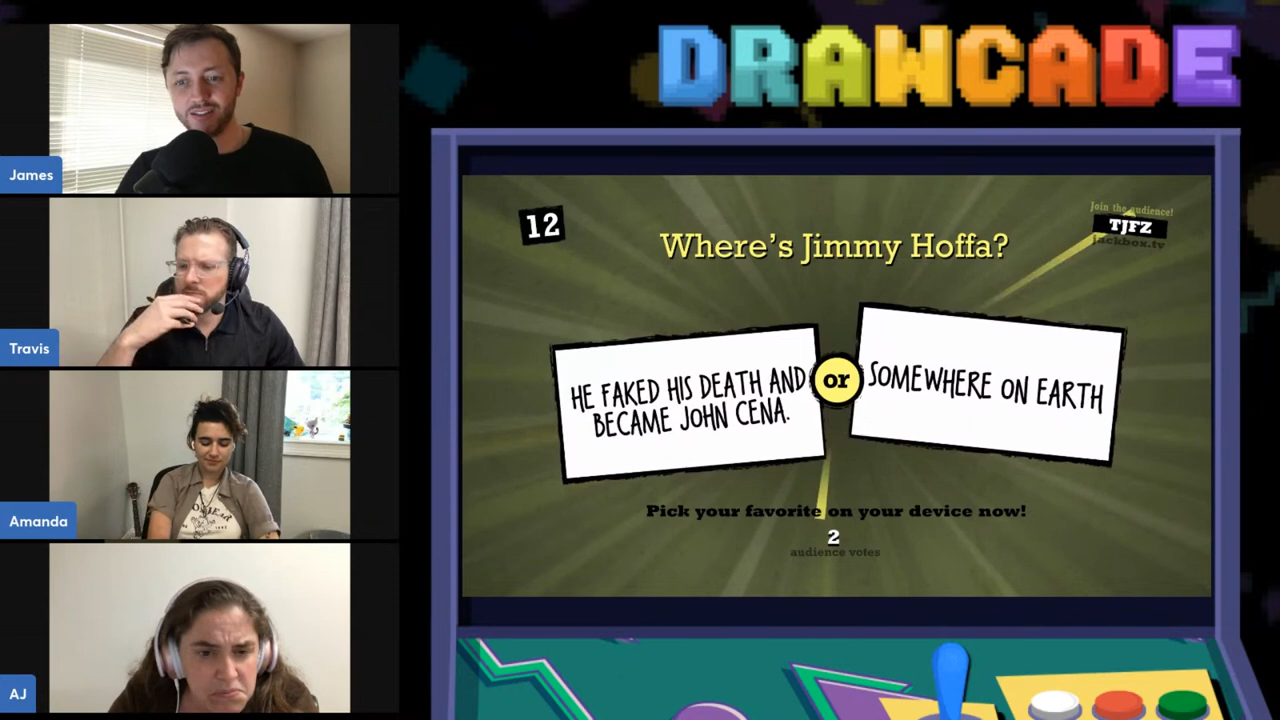 DRAWCADE
James
Travis
Amanda
AJ
12
Join the audience!
TJFZ
jackbox.tv
Where's Jimmy Hoffa?
HE FAKED HIS DEATH AND
BECAME JOHN CENA.
or
SOMEWHERE ON EARTH
Pick your favorite on your device now!
2
audience votes